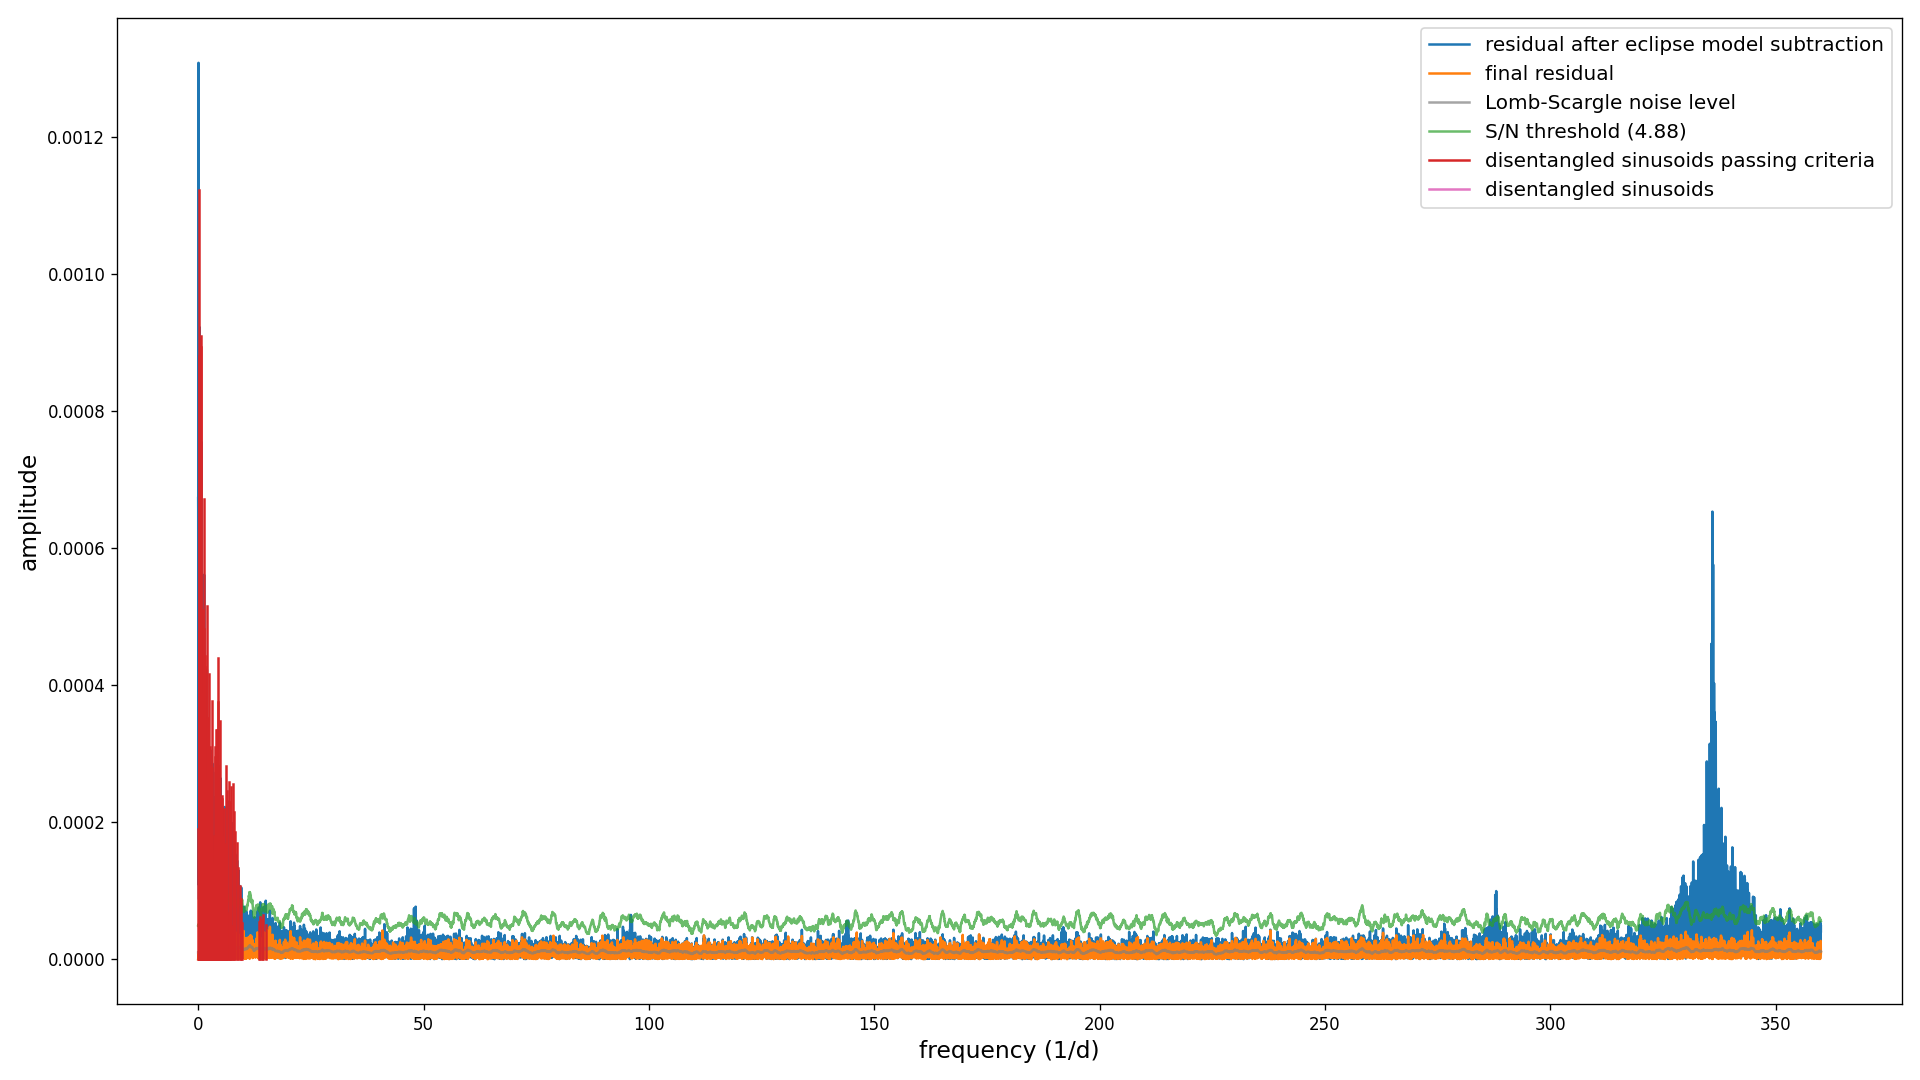 residual after eclipse model subtraction
final residual
Lomb-Scargle noise level
S/N threshold (4.88)
disentangled sinusoids passing criteria
disentangled sinusoids
0.0012
0.0010
0.0008
0.0006
0.0004
0.0002
0.0000
amplitude
0 50 100 150 200 250 300 350
frequency (1/d)